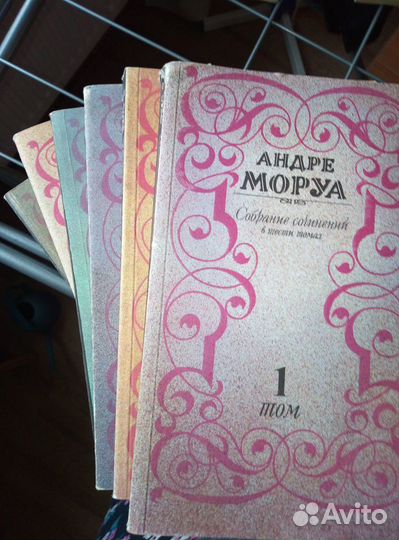 АНДРЕ
МОРУА
Собрание сочинений
в шести томах
1
том
Avito